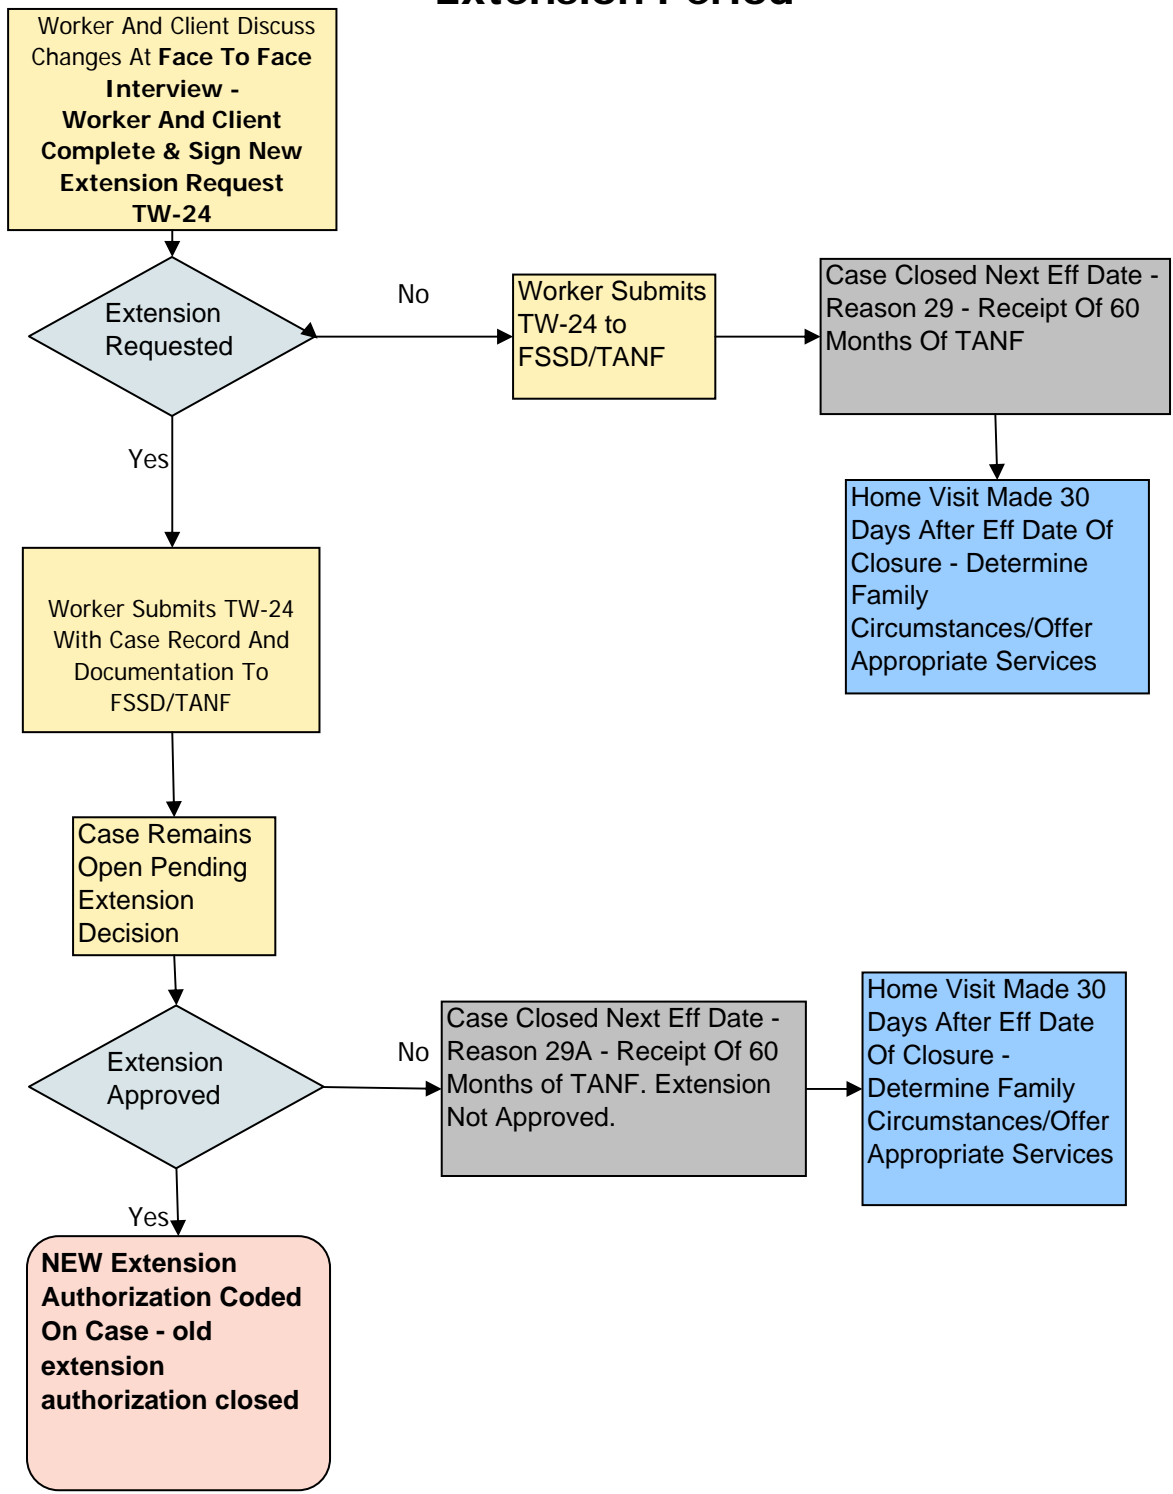 Extension Period
Worker And Client Discuss
Changes At Face To Face
Interview -
Worker And Client
Complete & Sign New
Extension Request
TW-24
Extension
Requested
No
Worker Submits
TW-24 to
FSSD/TANF
Case Closed Next Eff Date -
Reason 29 - Receipt Of 60
Months Of TANF
Yes
Home Visit Made 30
Days After Eff Date Of
Closure - Determine
Family
Circumstances/Offer
Appropriate Services
Worker Submits TW-24
With Case Record And
Documentation To
FSSD/TANF
Case Remains
Open Pending
Extension
Decision
Extension
Approved
No
Case Closed Next Eff Date -
Reason 29A - Receipt Of 60
Months of TANF. Extension
Not Approved.
Home Visit Made 30
Days After Eff Date
Of Closure -
Determine Family
Circumstances/Offer
Appropriate Services
Yes
NEW Extension
Authorization Coded
On Case - old
extension
authorization closed